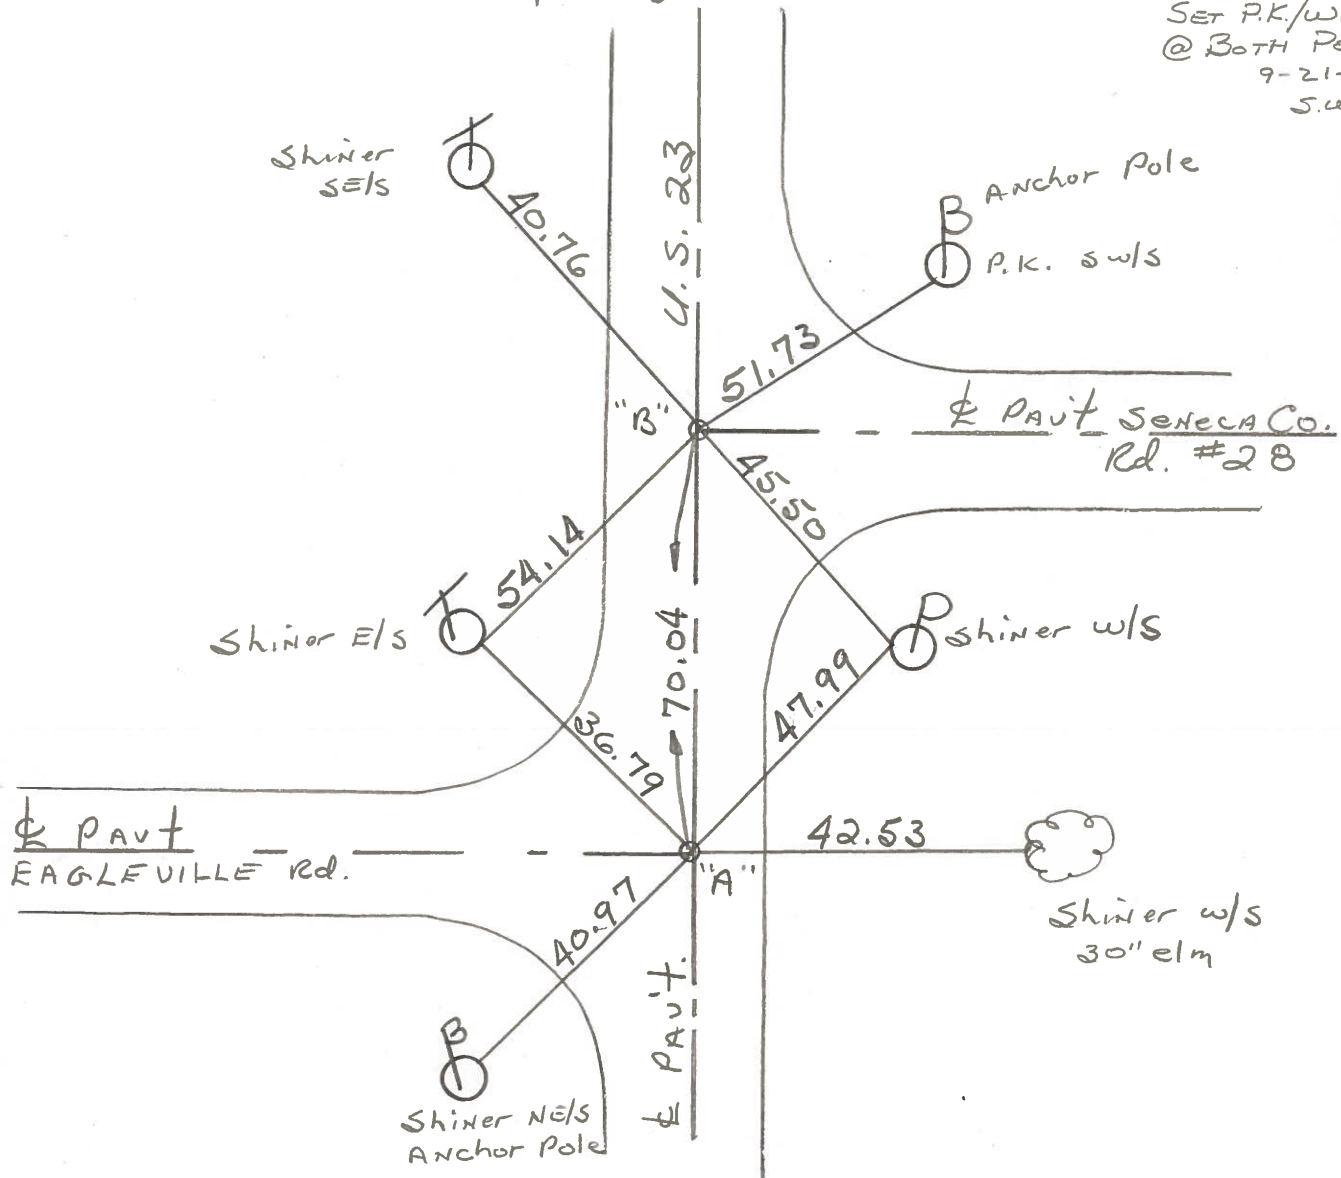 SET P.K./W
@ BOTH
9-21-
Shiner
SE/S
40.76
U.S. 23
B
Anchor Pole
P.K. SW/S
51.73
"B"
℄ PAV't SENECA Co.
Rd. #28
45.50
54.14
T
Shiner E/S
70.04
P
Shiner W/S
36.79
47.99
℄ PAVt
EAGLEVILLE Rd.
42.53
"A"
40.97
Shiner W/S
30" elm
℄ PAV't.
B
Shiner NE/S
Anchor Pole